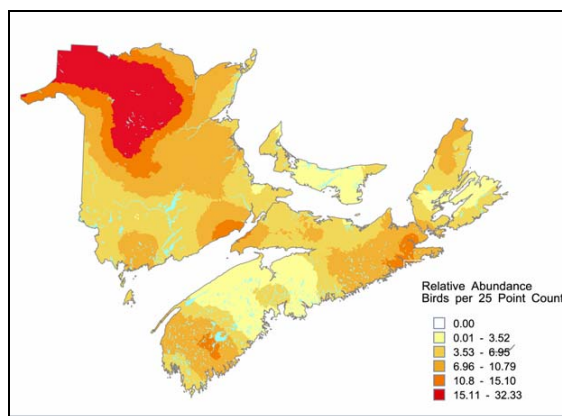 Relative Abundance
Birds per 25 Point Count
0.00
0.01 - 3.52
3.53 - 6.95
6.96 - 10.79
10.8 - 15.10
15.11 - 32.33